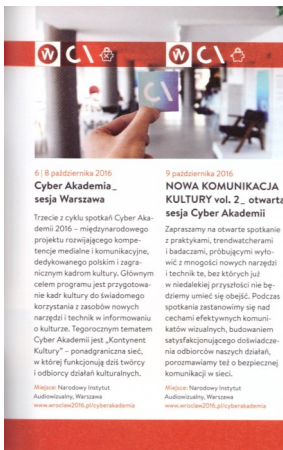 6 | 8 października 2016
Cyber Akademia_
sesja Warszawa
Trzecie z cyklu spotkań Cyber Aka-
demii 2016 – międzynarodowego
projektu rozwijającego kompe-
tencje medialne i komunikacyjne,
dedykowanego polskim i zagra-
nicznym kadrom kultury. Głównym
celem programu jest przygotowa-
nie kadr kultury do świadomego
korzystania z zasobów nowych
narzędzi i technik w informowaniu
o kulturze. Tegorocznym tematem
Cyber Akademii jest „Kontynent
Kultury” – ponadgraniczna sieć,
w której funkcjonują dziś twórcy
i odbiorcy działań kulturalnych.
Miejsce: Narodowy Instytut
Audiowizualny, Warszawa
www.wroclaw2016.pl/cyberakademia
9 października 2016
NOWA KOMUNIKACJA
KULTURY vol. 2_ otwarta
sesja Cyber Akademii
Zapraszamy na otwarte spotkanie
z praktykami, trendwatcherami
i badaczami, próbującymi wyło-
wić z mnogości nowych narzędzi
i technik te, bez których już
w niedalekiej przyszłości nie bę-
dziemy umieć się obejść. Podczas
spotkania zastanowimy się nad
cechami efektywnych komuni-
katów wizualnych, budowaniem
satysfakcjonującego doświadcze-
nia odbiorców naszych działań,
porozmawiamy też o bezpiecznej
komunikacji w sieci.
Miejsce: Narodowy Instytut
Audiowizualny, Warszawa
www.wroclaw2016.pl/cyberakademia